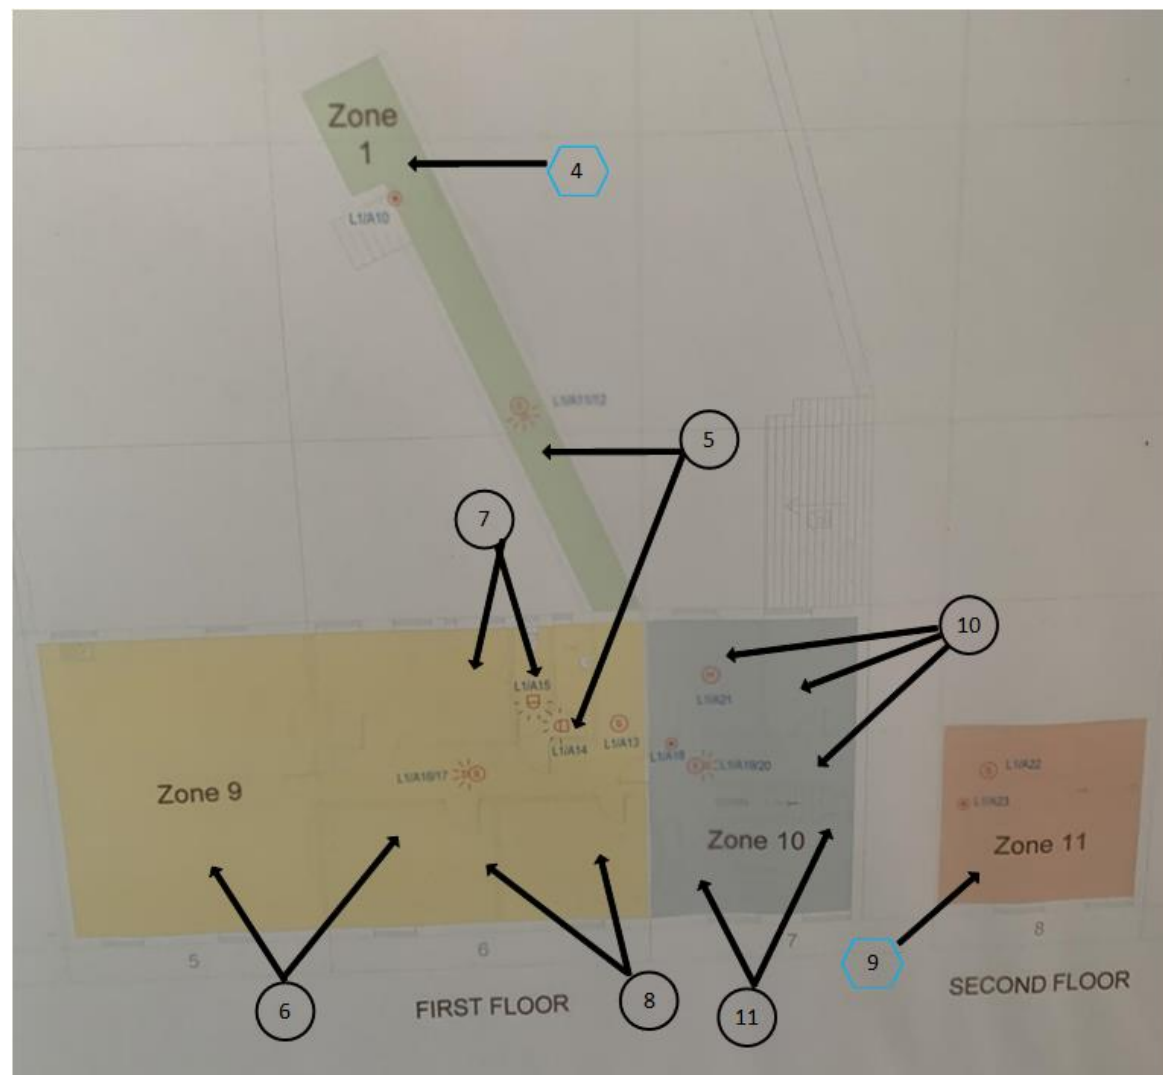 Zone
1
4
L1/A10
L1/A11/12
5
7
10
L1/A15
L1/A21
L1/A14
L1/A13
L1/A18
L1/A19/20
L1/A16/17
L1/A22
L1/A23
Zone 9
Zone 10
Zone 11
5
6
7
8
9
6
8
11
FIRST FLOOR
SECOND FLOOR